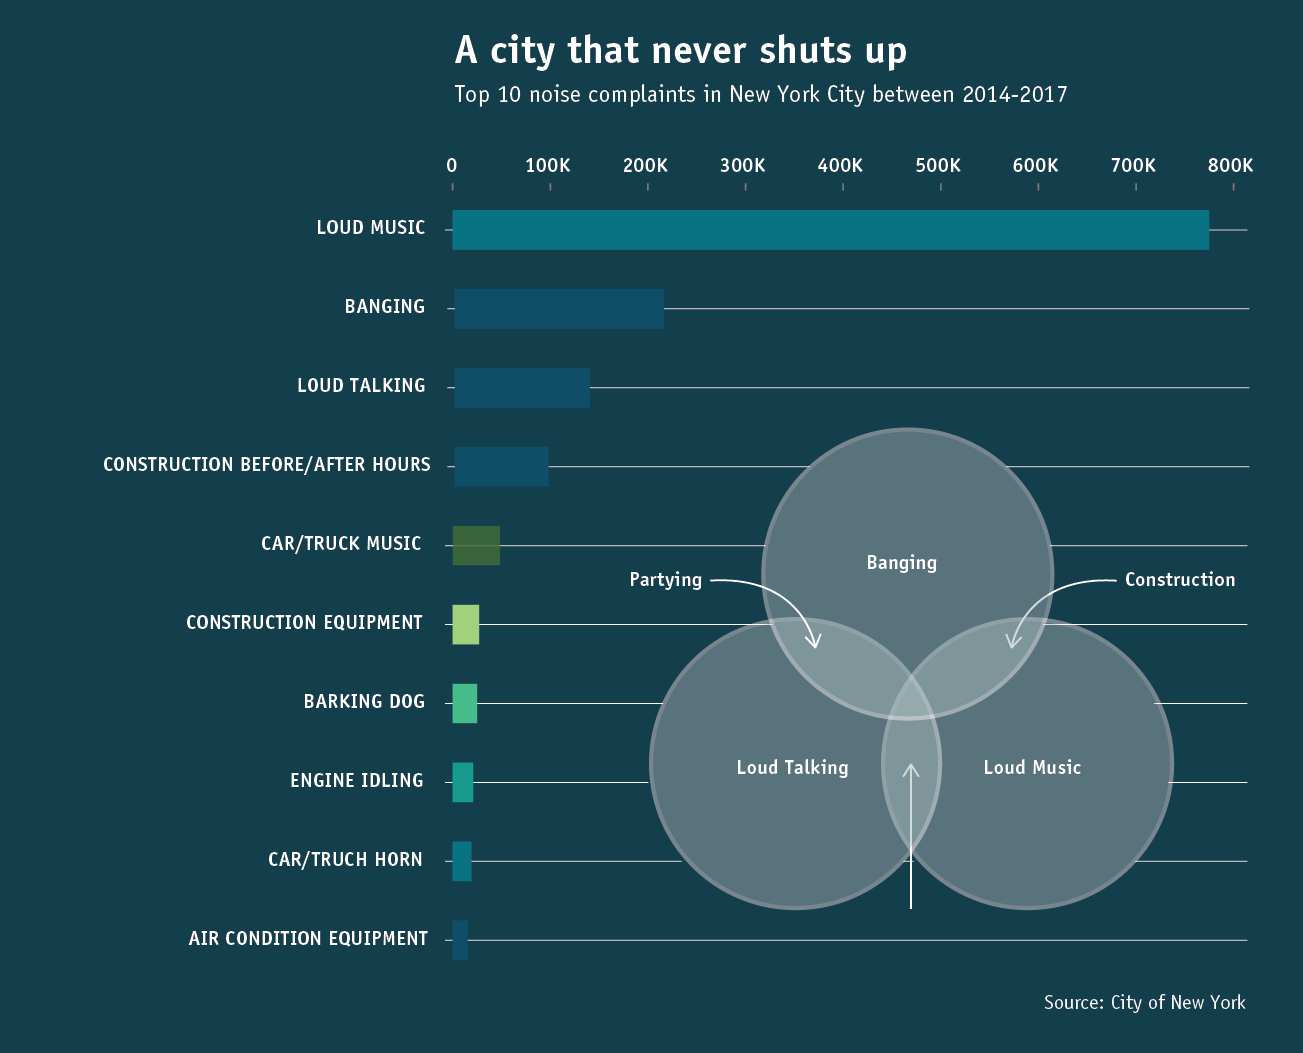 A city that never shuts up
Top 10 noise complaints in New York City between 2014-2017
0 100K 200K 300K 400K 500K 600K 700K 800K
LOUD MUSIC
BANGING
LOUD TALKING
CONSTRUCTION BEFORE/AFTER HOURS
CAR/TRUCK MUSIC
CONSTRUCTION EQUIPMENT
BARKING DOG
ENGINE IDLING
CAR/TRUCH HORN
AIR CONDITION EQUIPMENT
Banging
Partying
Construction
Loud Talking
Loud Music
Source: City of New York